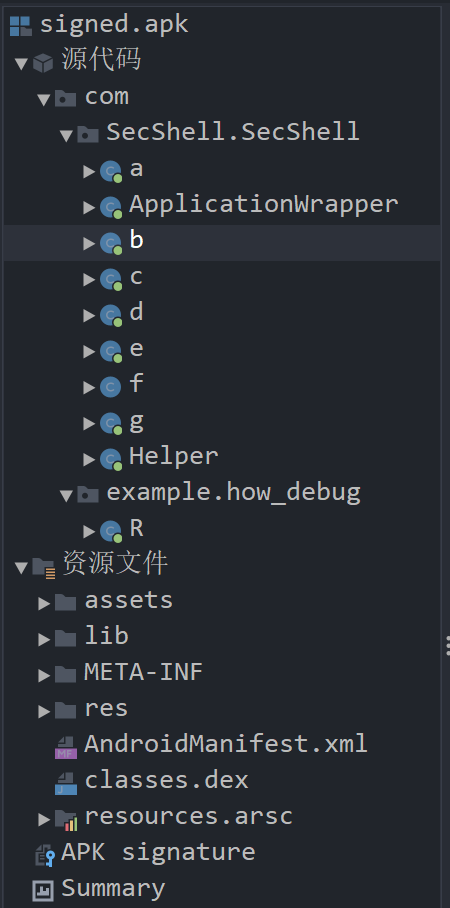 signed.apk
源代码
com
SecShell.SecShell
a
ApplicationWrapper
b
c
d
e
f
g
Helper
example.how_debug
R
资源文件
assets
lib
META-INF
res
AndroidManifest.xml
classes.dex
resources.arsc
APK signature
Summary